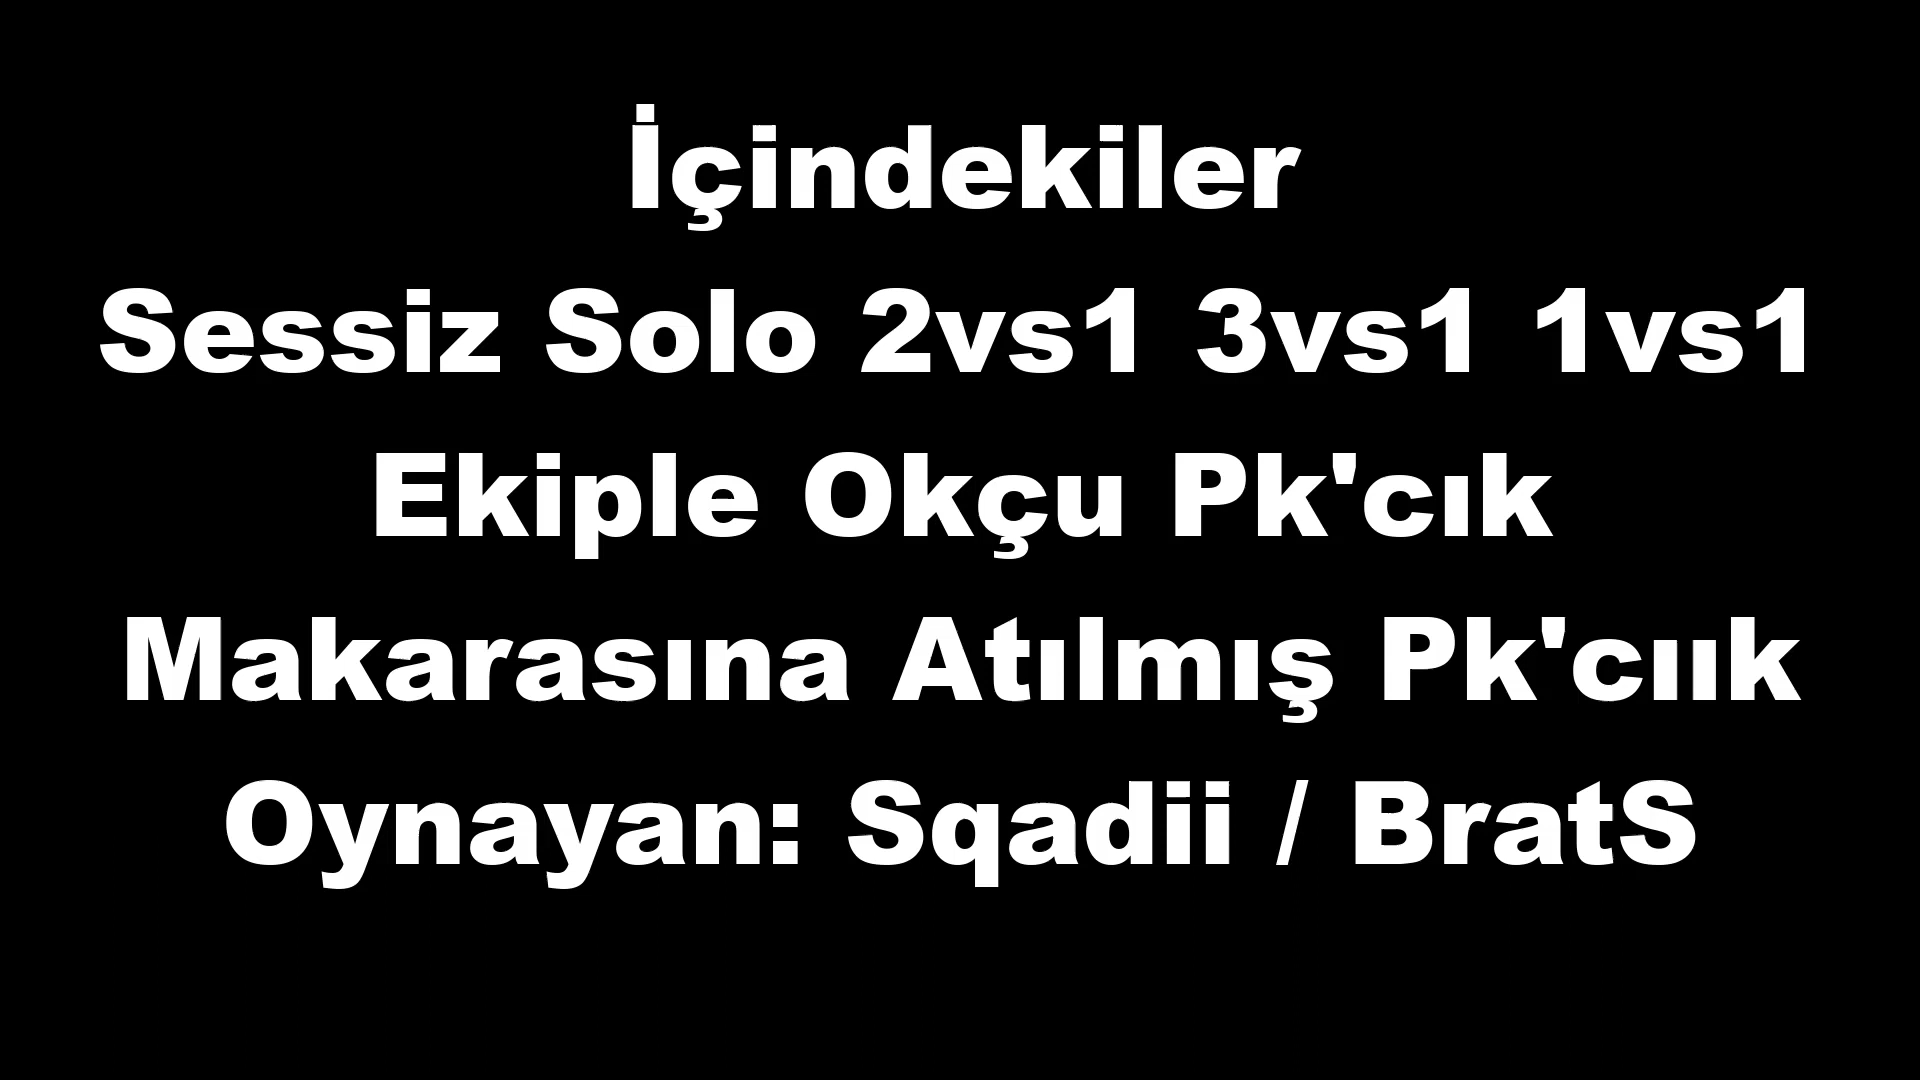 İçindekiler
Sessiz Solo 2vs1 3vs1 1vs1
Ekiple Okçu Pk'cık
Makarasına Atılmış Pk'cıık
Oynayan: Sqadii / BratS